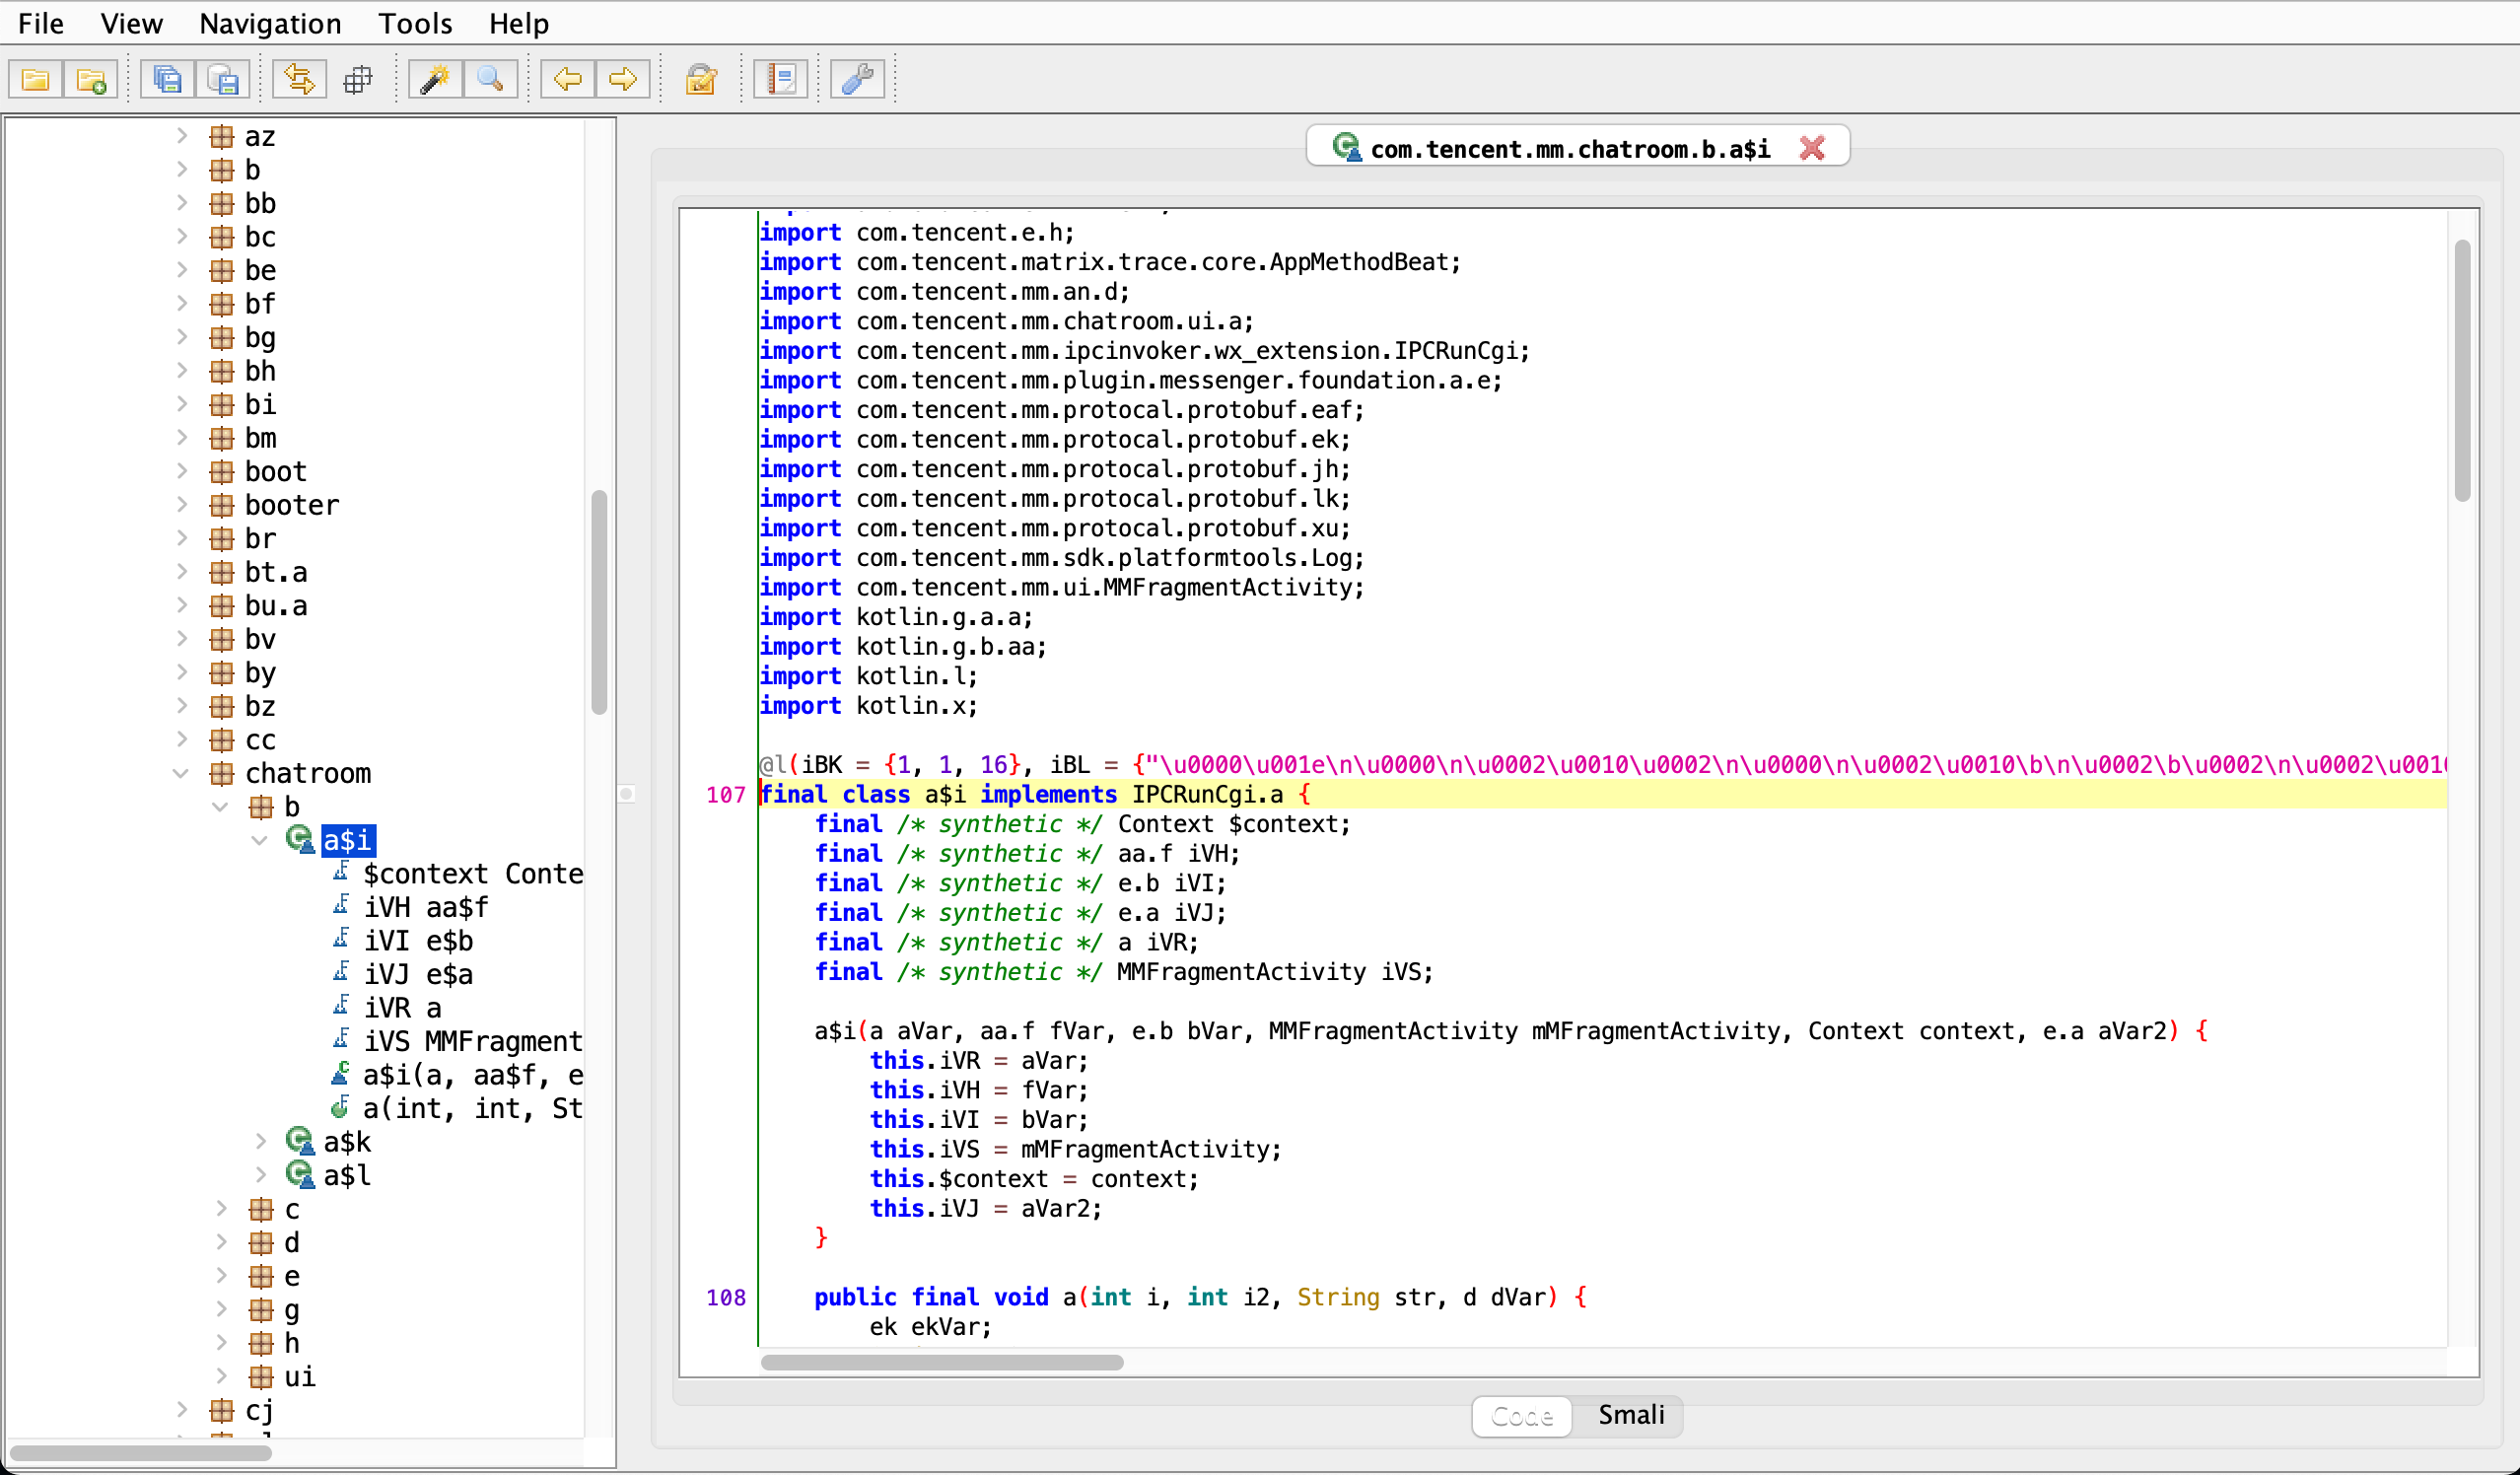 File View Navigation Tools Help
az
b
bb
bc
be
bf
bg
bh
bi
bm
boot
booter
br
bt.a
bu.a
bv
by
bz
cc
chatroom
b
a$i
$context Conte
iVH aa$f
iVI e$b
iVJ e$a
iVR a
iVS MMFragment
a$i(a, aa$f, e
a(int, int, St
a$k
a$l
c
d
e
g
h
ui
cj
com.tencent.mm.chatroom.b.a$i
import com.tencent.e.h;
import com.tencent.matrix.trace.core.AppMethodBeat;
import com.tencent.mm.an.d;
import com.tencent.mm.chatroom.ui.a;
import com.tencent.mm.ipcinvoker.wx_extension.IPCRunCgi;
import com.tencent.mm.plugin.messenger.foundation.a.e;
import com.tencent.mm.protocal.protobuf.eaf;
import com.tencent.mm.protocal.protobuf.ek;
import com.tencent.mm.protocal.protobuf.jh;
import com.tencent.mm.protocal.protobuf.lk;
import com.tencent.mm.protocal.protobuf.xu;
import com.tencent.mm.sdk.platformtools.Log;
import com.tencent.mm.ui.MMFragmentActivity;
import kotlin.g.a.a;
import kotlin.g.b.aa;
import kotlin.l;
import kotlin.x;
@l(iBK = {1, 1, 16}, iBL = {"\u0000\u001e\n\u0000\n\u0002\u0010\u0002\n\u0000\n\u0002\u0010\b\n\u0002\b\u0002\n\u0002\u001
107 final class a$i implements IPCRunCgi.a {
final /* synthetic */ Context $context;
final /* synthetic */ aa.f iVH;
final /* synthetic */ e.b iVI;
final /* synthetic */ e.a iVJ;
final /* synthetic */ a iVR;
final /* synthetic */ MMFragmentActivity iVS;
a$i(a aVar, aa.f fVar, e.b bVar, MMFragmentActivity mMFragmentActivity, Context context, e.a aVar2) {
this.iVR = aVar;
this.iVH = fVar;
this.iVI = bVar;
this.iVS = mMFragmentActivity;
this.$context = context;
this.iVJ = aVar2;
}
108 public final void a(int i, int i2, String str, d dVar) {
ek ekVar;
Code Smali